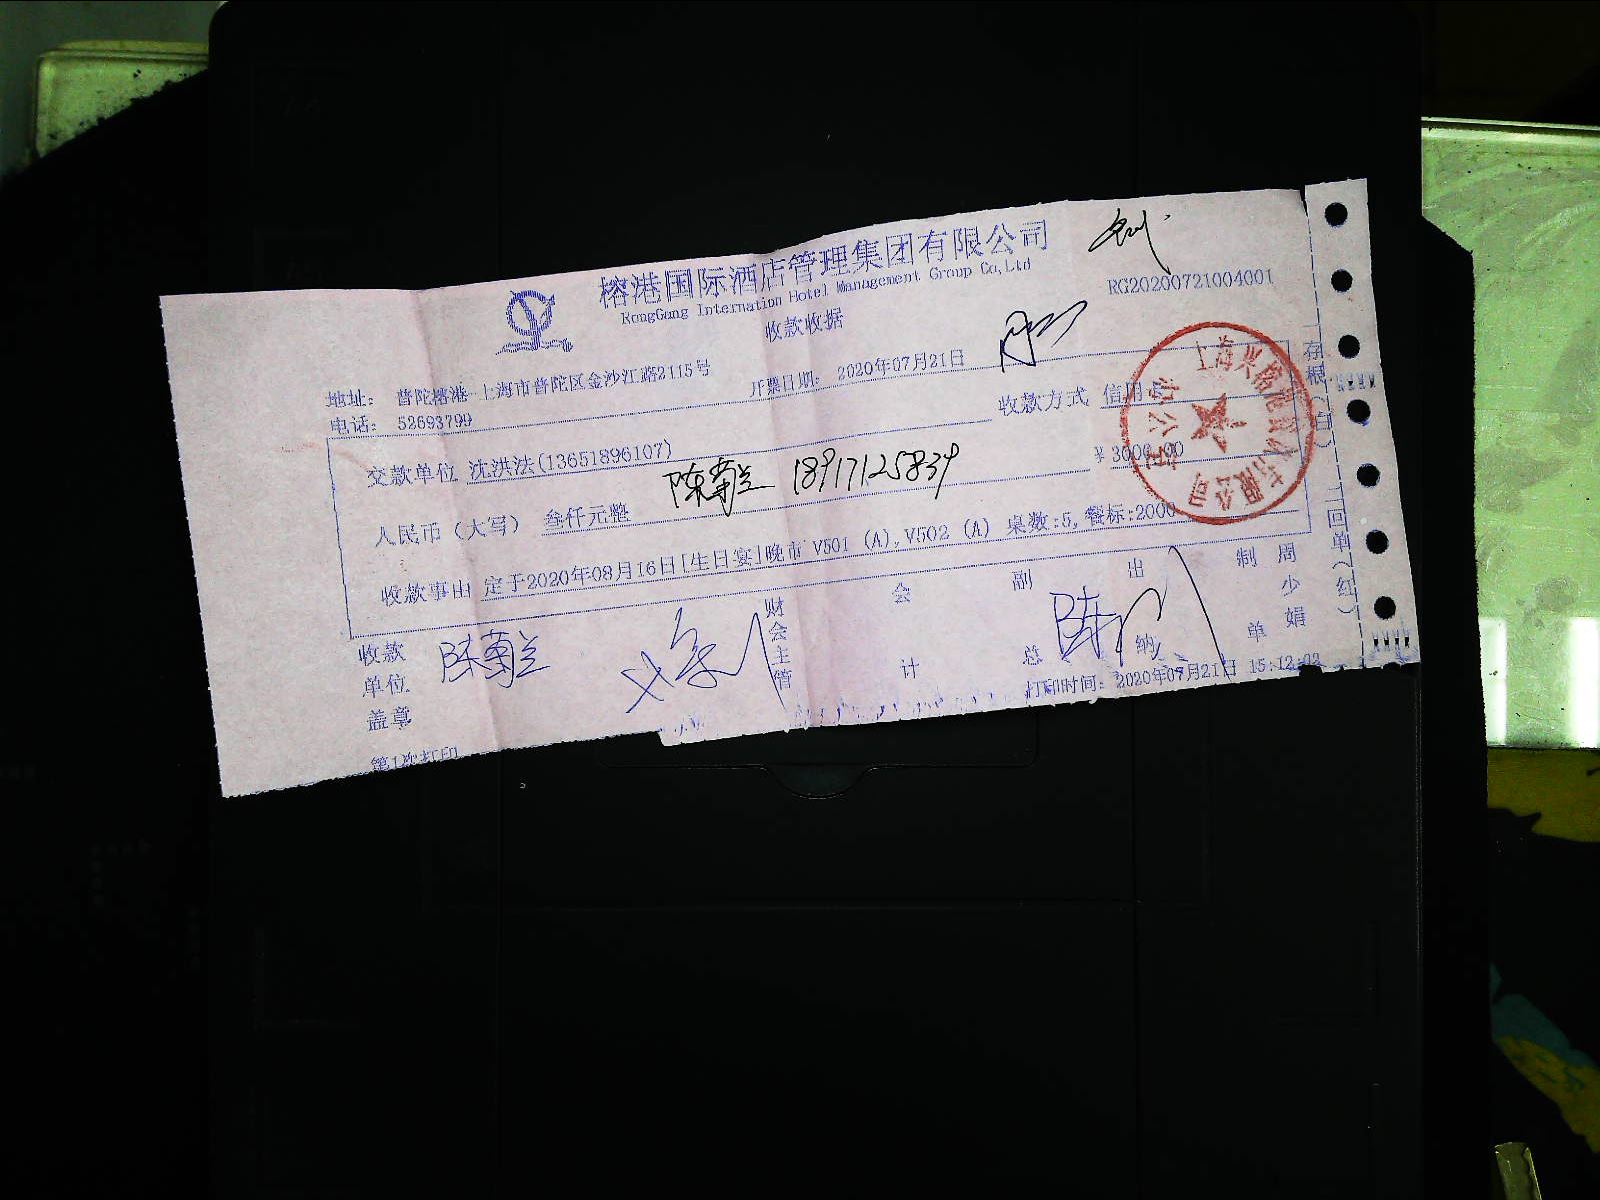 榕港国际酒店管理集团有限公司
RongGang Internation Hotel Management Group Co,Ltd
RG20200721004001
收款收据
地址: 普陀榕港 上海市普陀区金沙江路2115号
开票日期: 2020年07月21日
电话: 52693799
收款方式 信用
交款单位 沈洪法(13651896107)
陈菊兰 18917125839
¥3000.00
人民币(大写) 叁仟元整
收款事由 定于2020年08月16日[生日宴]晚市 V501 (A),V502 (A) 桌数:5,餐标:2000
收款单位盖章
陈菊兰
财会主管
会计
副总
出纳
制单
周少娟
打印时间: 2020年07月21日 15:12:02
第1次打印
存根(白)
回单(红)